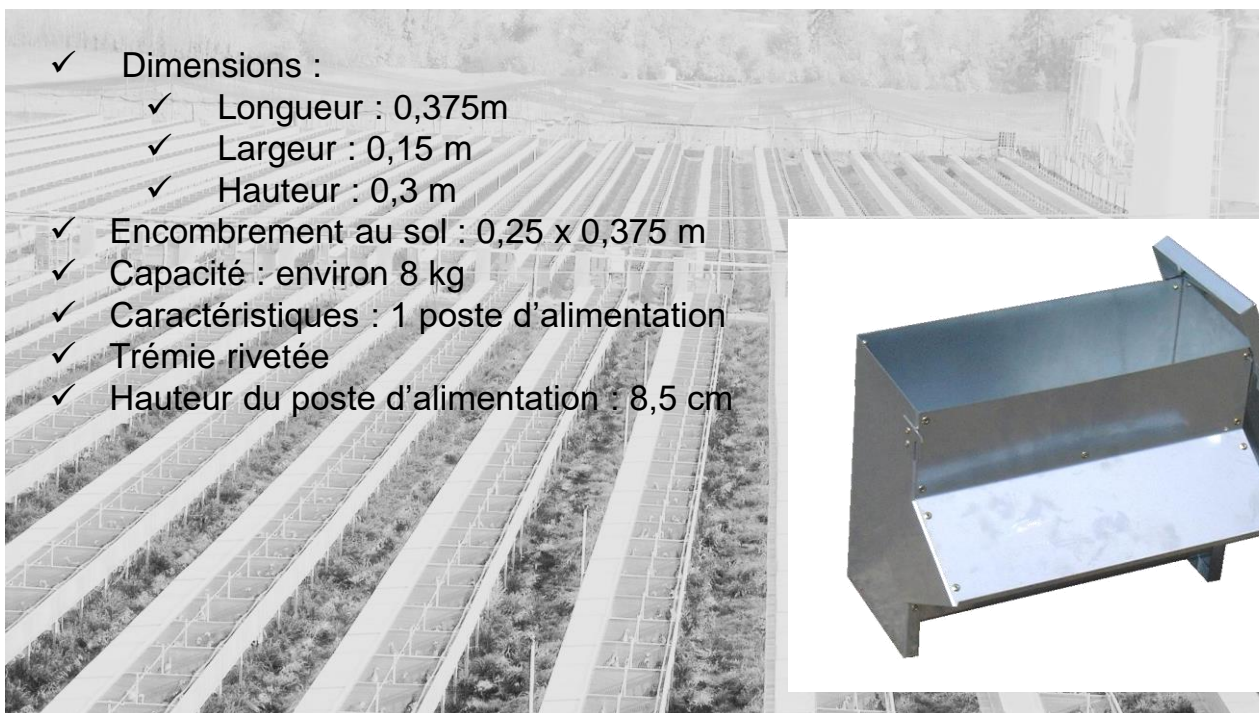 ✓ Dimensions :
✓ Longueur : 0,375m
✓ Largeur : 0,15 m
✓ Hauteur : 0,3 m
✓ Encombrement au sol : 0,25 x 0,375 m
✓ Capacité : environ 8 kg
✓ Caractéristiques : 1 poste d’alimentation
✓ Trémie rivetée
✓ Hauteur du poste d’alimentation : 8,5 cm